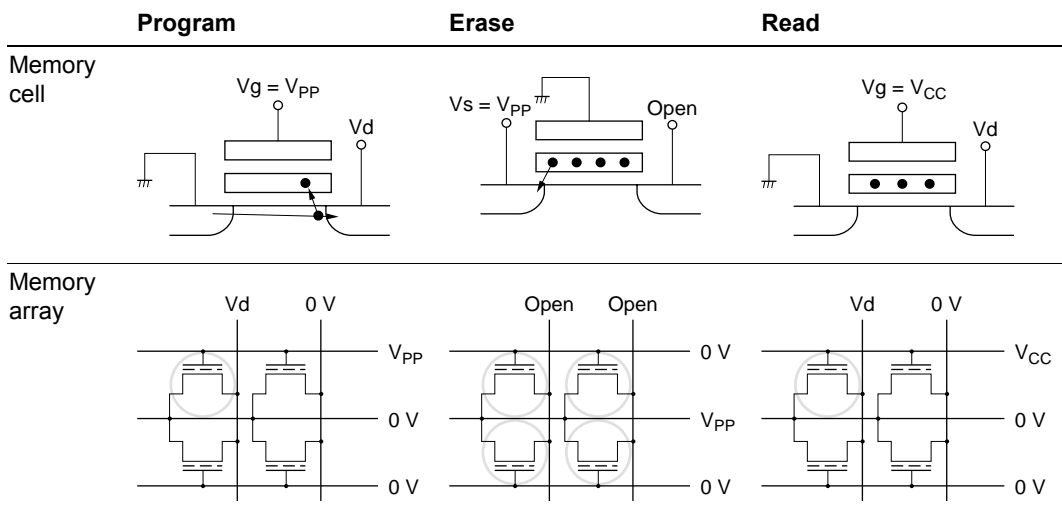 Program Erase Read
Memory
cell
Vg = VPP
Vd
Vs = VPP
Open
Vg = VCC
Vd
Memory
array
Vd 0 V
VPP
0 V
0 V
Open Open
0 V
VPP
0 V
Vd 0 V
VCC
0 V
0 V